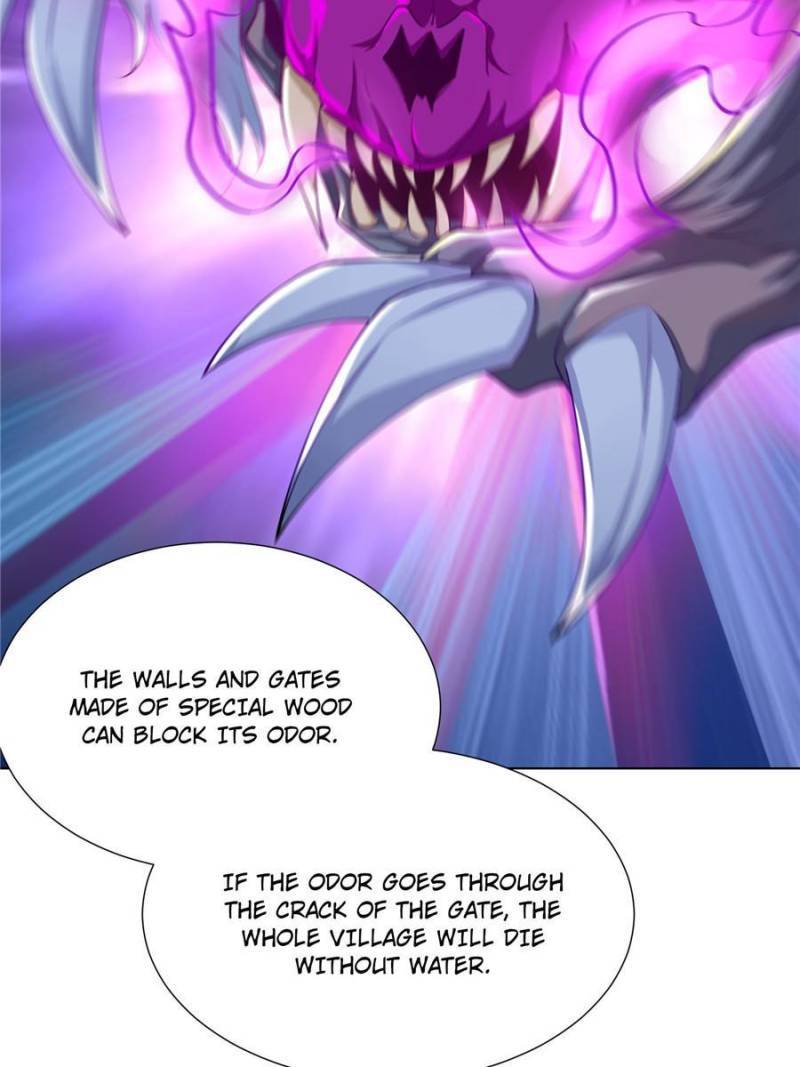 THE WALLS AND GATES
MADE OF SPECIAL WOOD
CAN BLOCK ITS ODOR.
IF THE ODOR GOES THROUGH
THE CRACK OF THE GATE, THE
WHOLE VILLAGE WILL DIE
WITHOUT WATER.